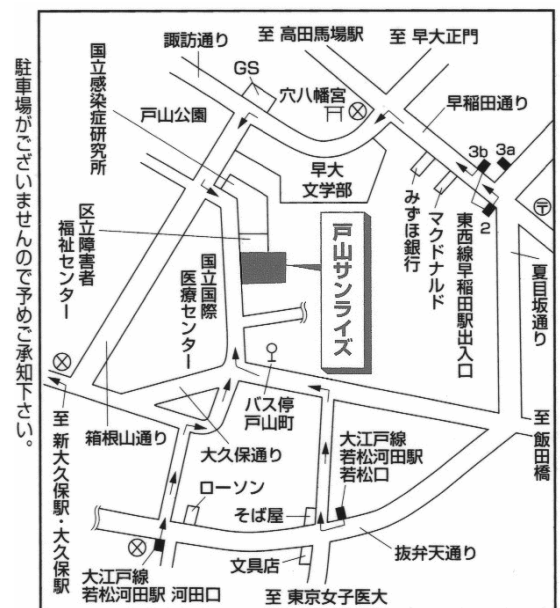 至 高田馬場駅
至 早大正門
諏訪通り
GS
穴八幡宮
早稲田通り
国立感染症研究所
戸山公園
3b
3a
早大
文学部
みずほ銀行
マクドナルド
東西線早稲田駅出入口
2
〒
夏目坂通り
区立障害者
福祉センター
国立国際
医療センター
戸山サンライズ
駐車場がございませんので予めご承知下さい。
バス停
戸山町
至 新大久保駅・大久保駅
箱根山通り
大久保通り
大江戸線
若松河田駅
若松口
至 飯田橋
ローソン
そば屋
文具店
抜弁天通り
大江戸線
若松河田駅 河田口
至 東京女子医大